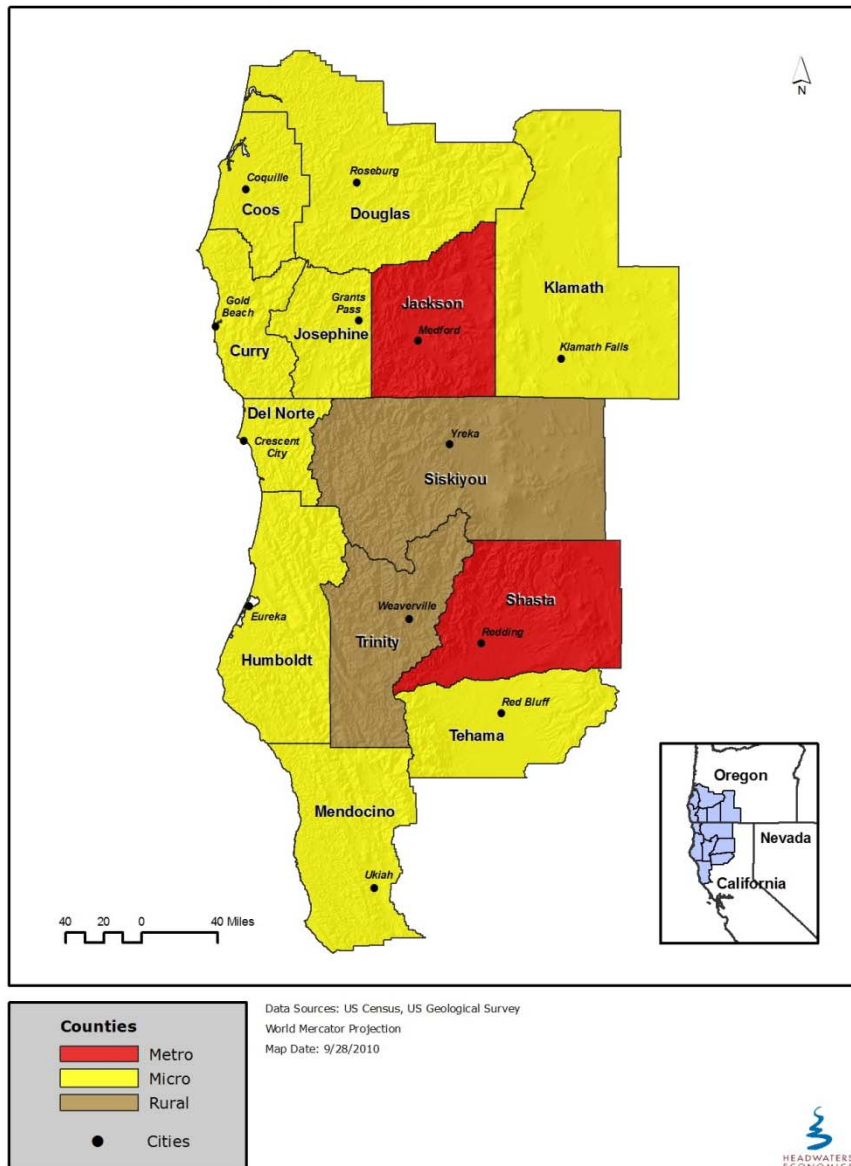 N
Roseburg
Coquille
Coos
Douglas
Klamath
Jackson
Gold
Beach
Grants
Pass
Josephine
Medford
Curry
Klamath Falls
Del Norte
Crescent
City
Yreka
Siskiyou
Shasta
Weaverville
Eureka
Redding
Trinity
Humboldt
Red Bluff
Tehama
Mendocino
Ukiah
Oregon
Nevada
California
40 20 0 40 Miles
Counties
Metro
Micro
Rural
Cities
Data Sources: US Census, US Geological Survey
World Mercator Projection
Map Date: 9/28/2010
HEADWATERS
ECONOMICS